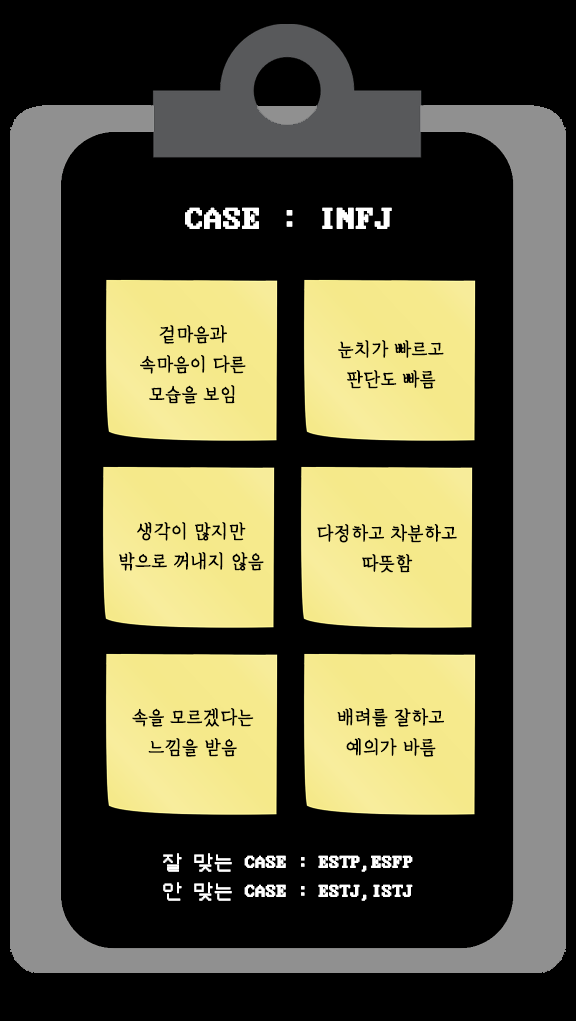 CASE : INFJ
겉마음과
속마음이 다른
모습을 보임
눈치가 빠르고
판단도 빠름
생각이 많지만
밖으로 꺼내지 않음
다정하고 차분하고
따뜻함
속을 모르겠다는
느낌을 받음
배려를 잘하고
예의가 바름
잘 맞는 CASE : ESTP,ESFP
안 맞는 CASE : ESTJ,ISTJ